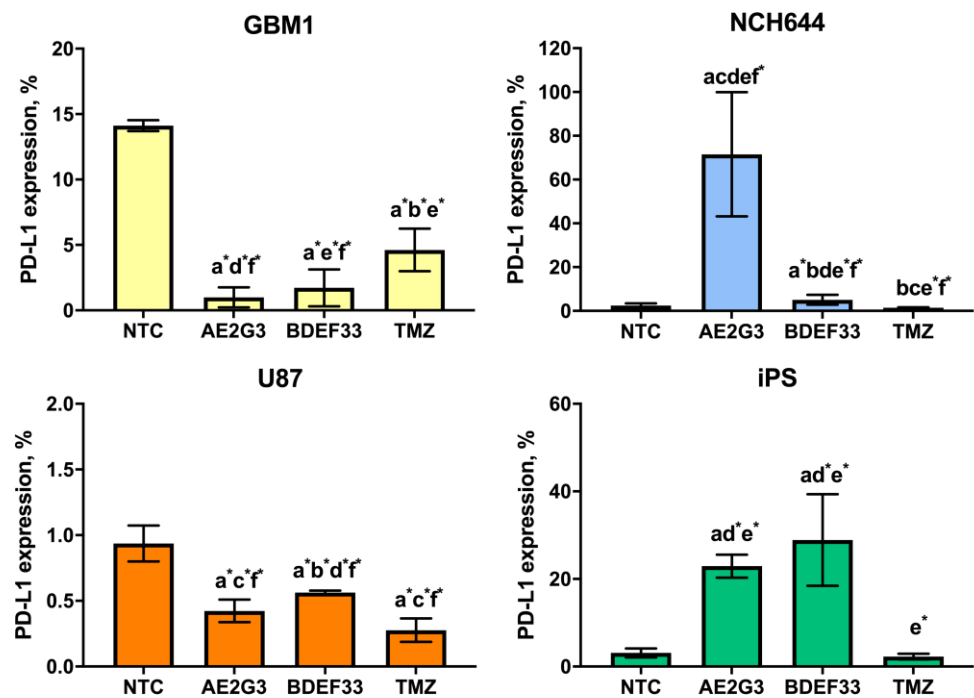 GBM1
PD-L1 expression, %
20
15
10
5
0
a*d*f*
a*e*f*
a*b*e*
NTC AE2G3 BDEF33 TMZ
NCH644
PD-L1 expression, %
120
100
80
60
40
20
0
acdef*
a*bde*f*
bce*f*
NTC AE2G3 BDEF33 TMZ
U87
PD-L1 expression, %
2.0
1.5
1.0
0.5
0.0
a*c*f*
a*b*d*f*
a*c*f*
NTC AE2G3 BDEF33 TMZ
iPS
PD-L1 expression, %
60
40
20
0
ad*e*
ad*e*
e*
NTC AE2G3 BDEF33 TMZ